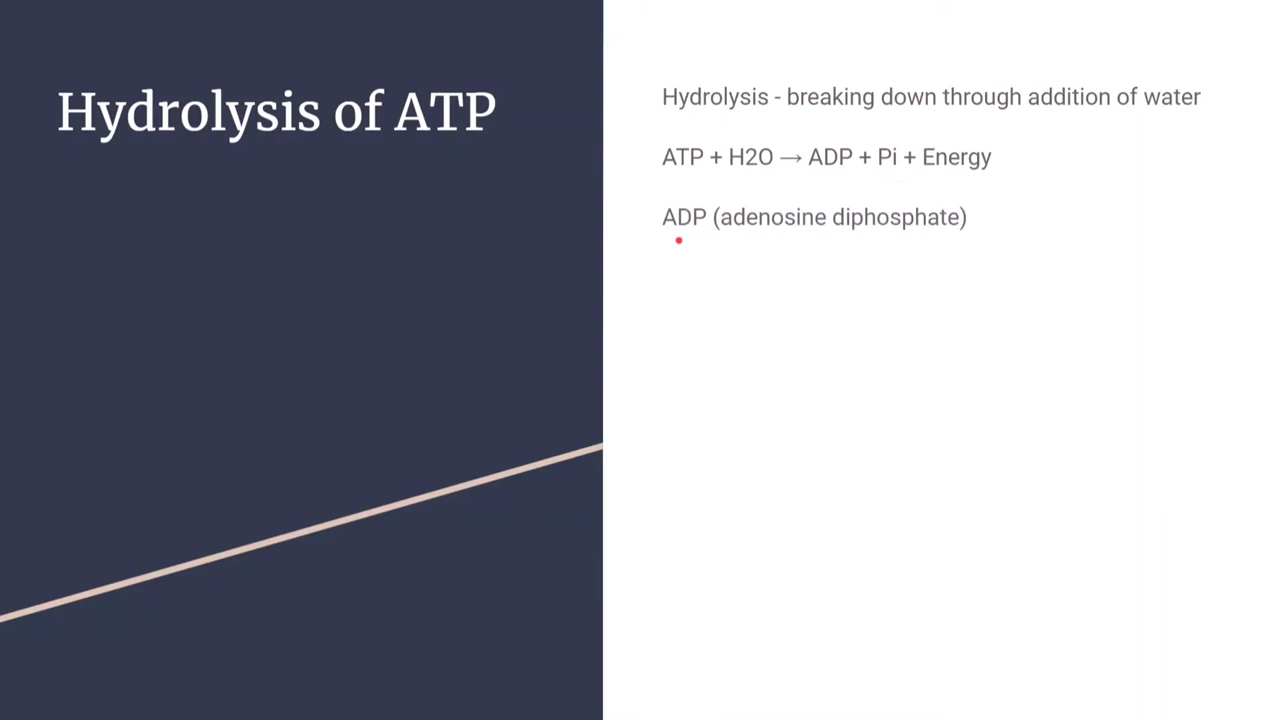 Hydrolysis of ATP
Hydrolysis - breaking down through addition of water
ATP + H2O → ADP + Pi + Energy
ADP (adenosine diphosphate)